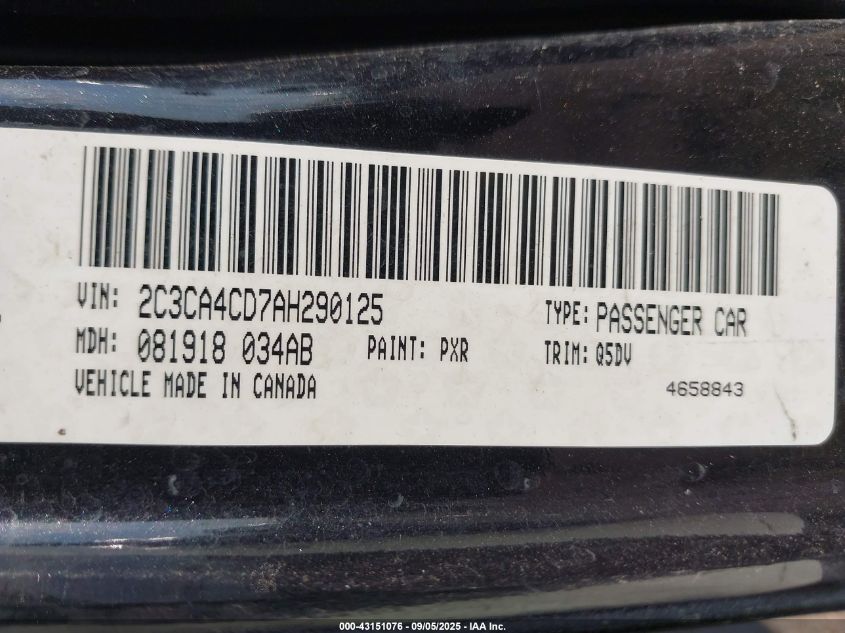 VIN: 2C3CA4CD7AH290125
TYPE: PASSENGER CAR
MDH: 081918 034AB
PAINT: PXR
TRIM: Q5DV
VEHICLE MADE IN CANADA
4658843
000-43151076 - 09/05/2025 - IAA Inc.